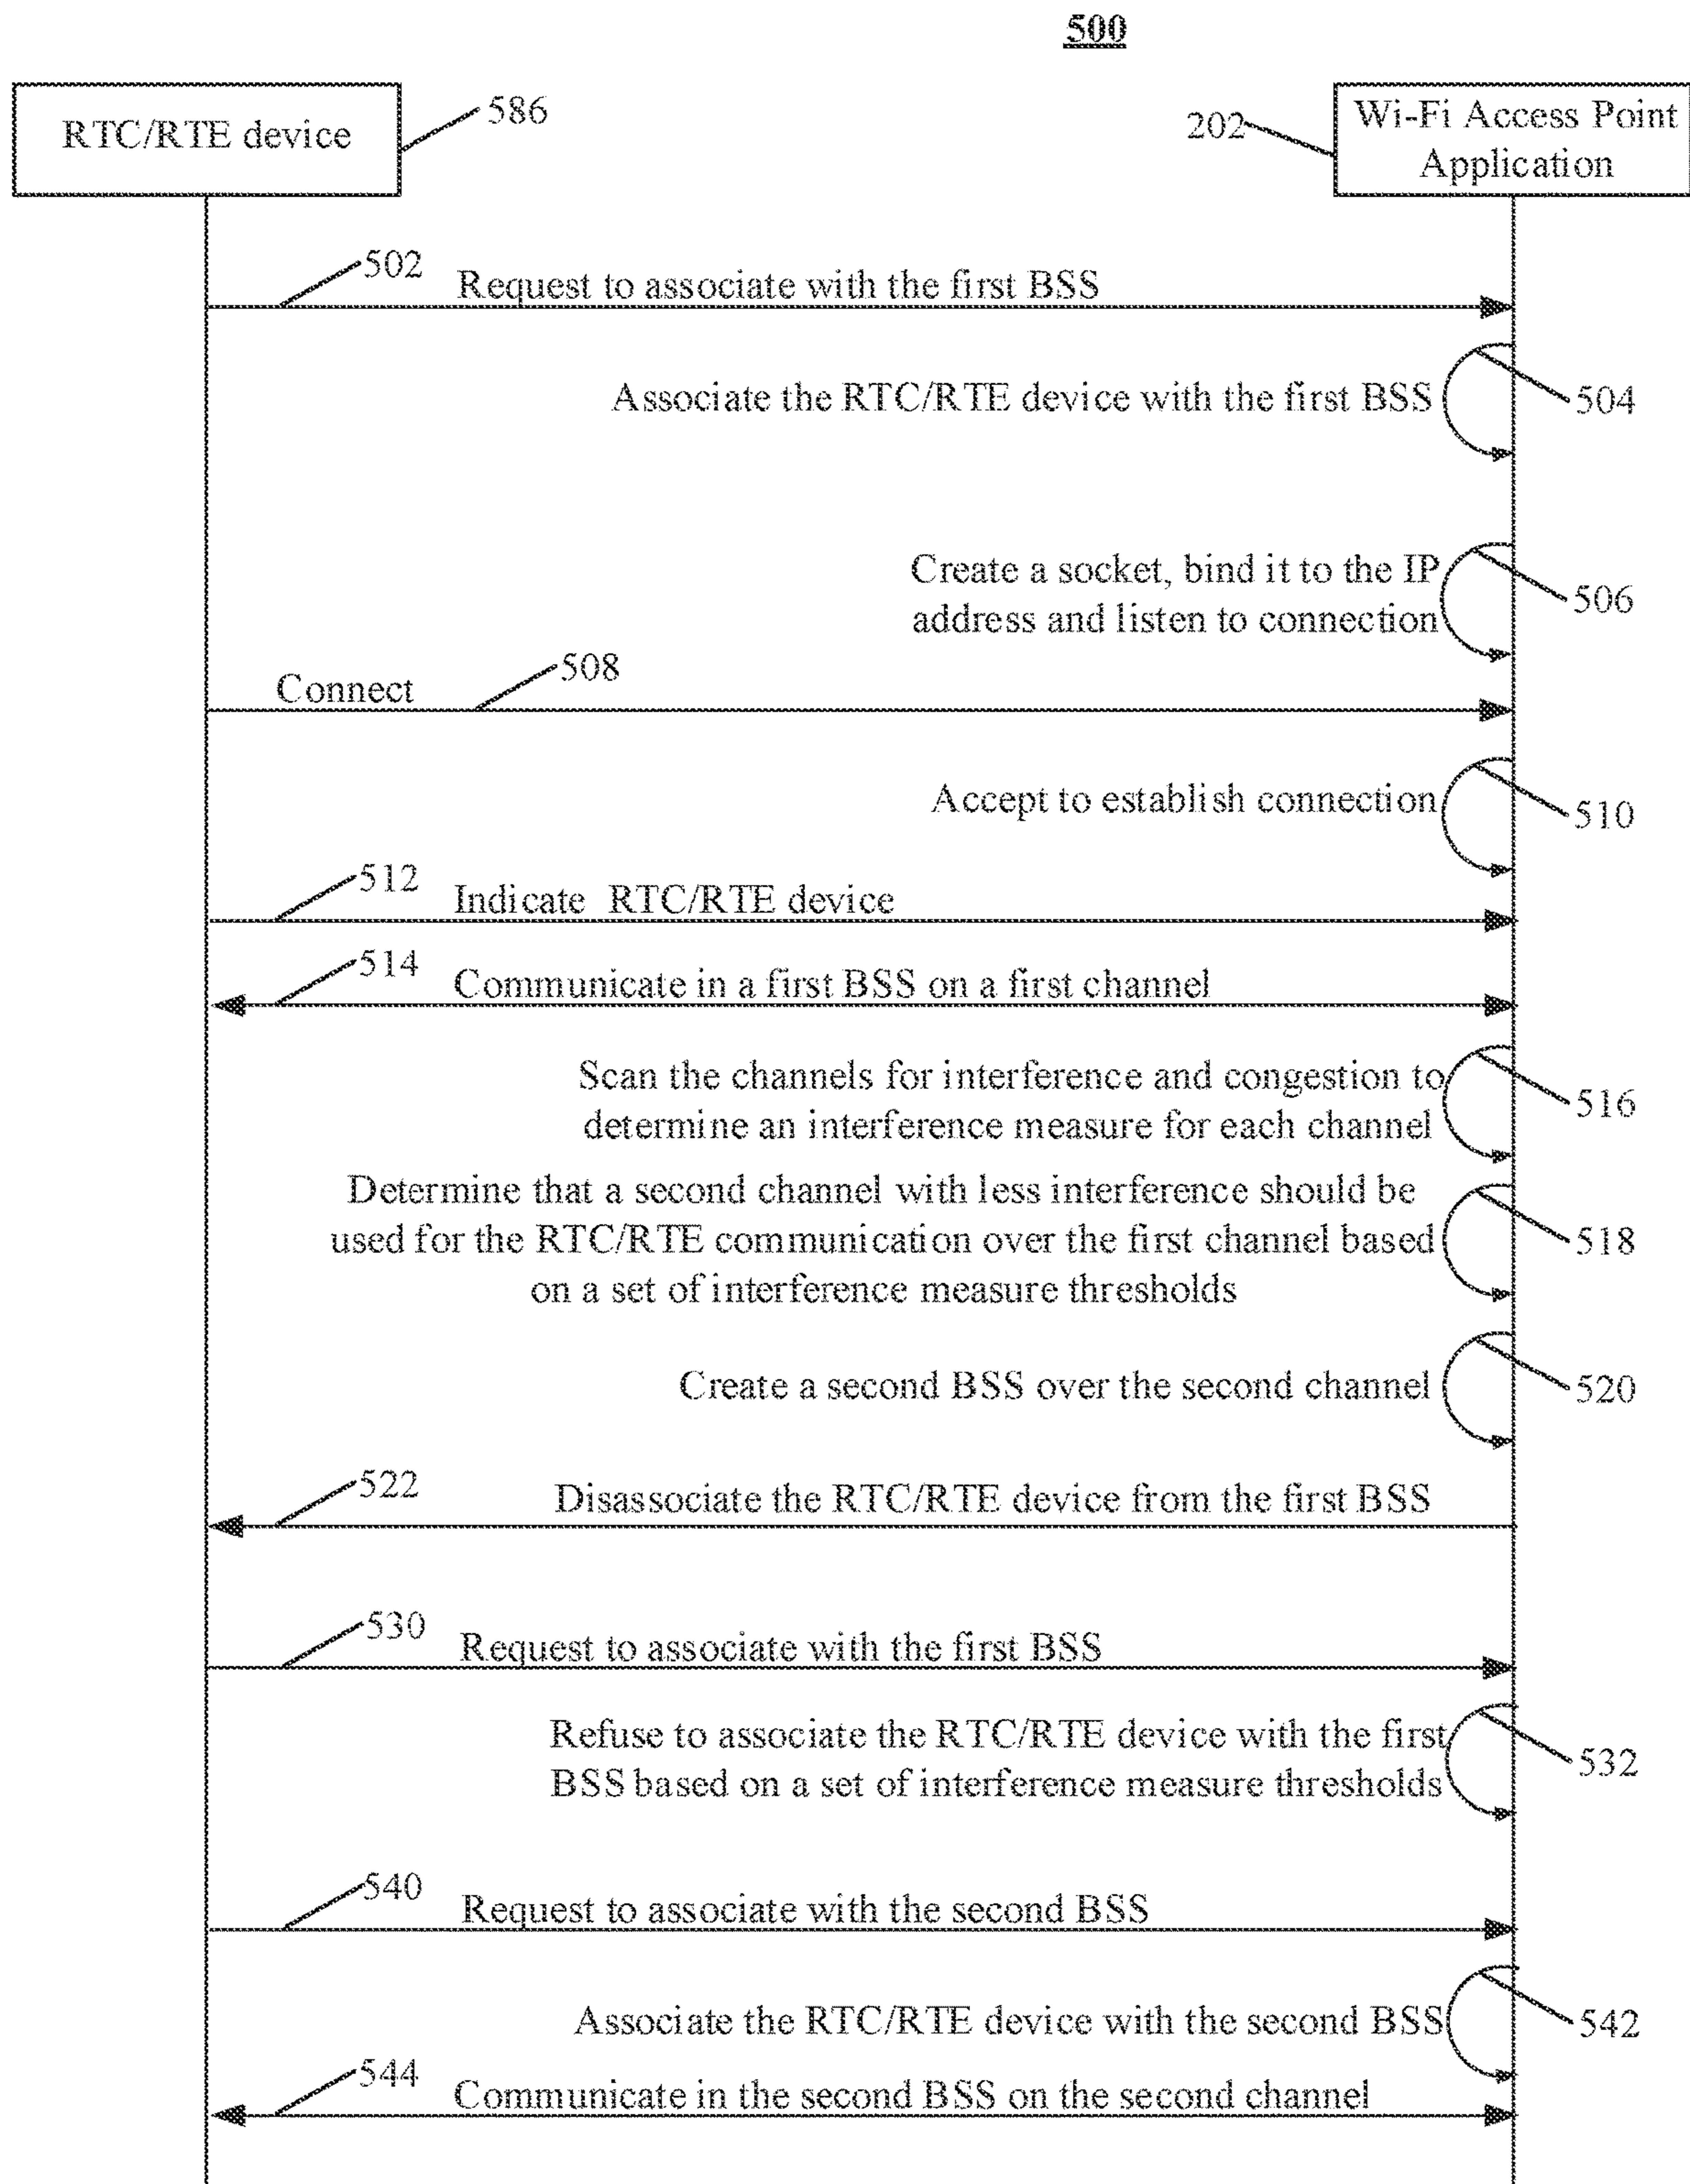 500
RTC/RTE device
586
202
Wi-Fi Access Point
Application
502
Request to associate with the first BSS
Associate the RTC/RTE device with the first BSS
504
Create a socket, bind it to the IP
address and listen to connection
506
508
Connect
Accept to establish connection
510
512
Indicate RTC/RTE device
514
Communicate in a first BSS on a first channel
Scan the channels for interference and congestion to
determine an interference measure for each channel
516
Determine that a second channel with less interference should be
used for the RTC/RTE communication over the first channel based
on a set of interference measure thresholds
518
Create a second BSS over the second channel
520
522
Disassociate the RTC/RTE device from the first BSS
530
Request to associate with the first BSS
Refuse to associate the RTC/RTE device with the first
BSS based on a set of interference measure thresholds
532
540
Request to associate with the second BSS
Associate the RTC/RTE device with the second BSS
542
544
Communicate in the second BSS on the second channel